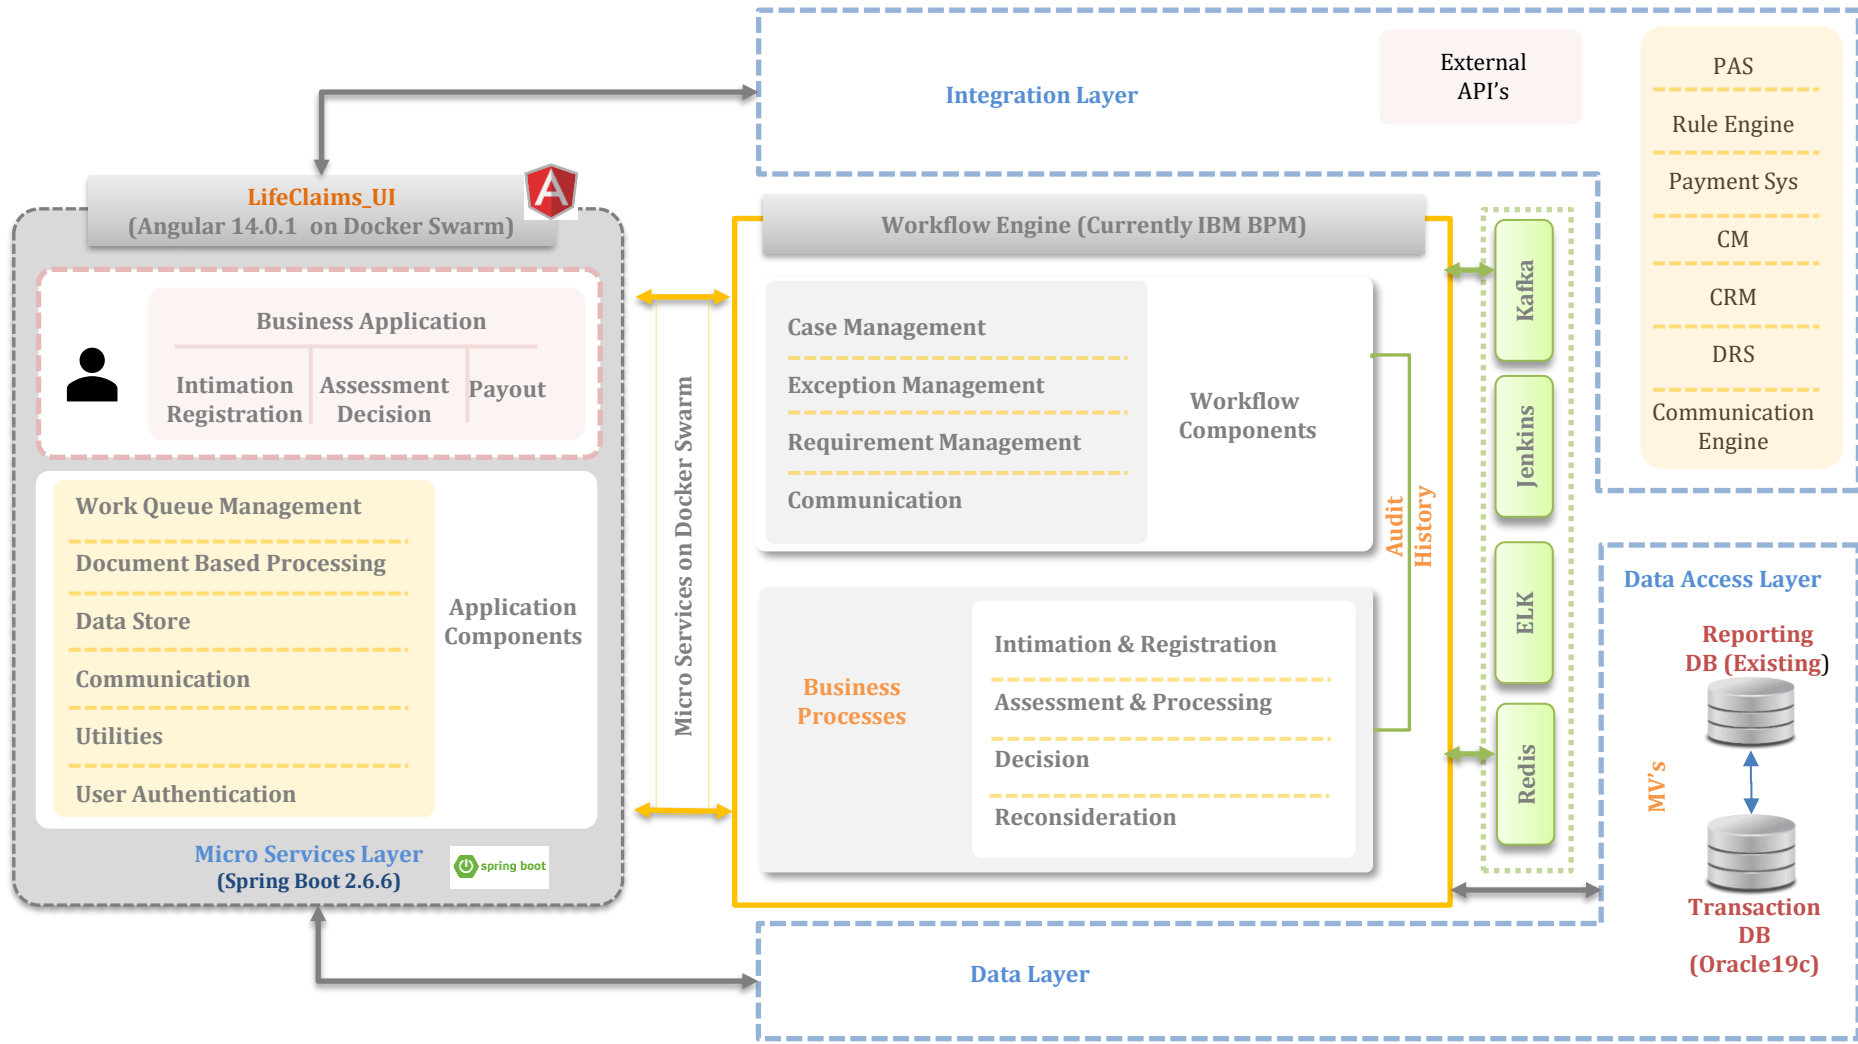 Integration Layer
External
API's
PAS
Rule Engine
Payment Sys
CM
CRM
DRS
Communication
Engine
LifeClaims_UI
(Angular 14.0.1 on Docker Swarm)
A
Business Application
Intimation
Registration
Assessment
Decision
Payout
Work Queue Management
Document Based Processing
Data Store
Communication
Utilities
User Authentication
Application
Components
Micro Services Layer
(Spring Boot 2.6.6)
spring boot
Micro Services on Docker Swarm
Workflow Engine (Currently IBM BPM)
Case Management
Exception Management
Requirement Management
Communication
Workflow
Components
Business
Processes
Intimation & Registration
Assessment & Processing
Decision
Reconsideration
Audit
History
Kafka
Jenkins
ELK
Redis
Data Access Layer
Reporting
DB (Existing)
MV's
Transaction
DB
(Oracle19c)
Data Layer